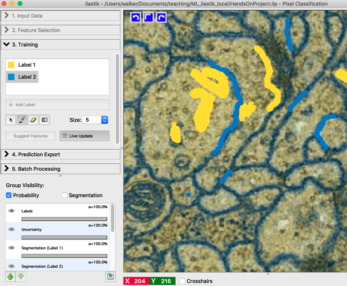 ilastik - /Users/walker/Documents/teaching/ML_Ilastik_local/HandsOnProject.ilp - Pixel Classification
1. Input Data
2. Feature Selection
3. Training
Label 1
Label 2
Add Label
Size: 5
Suggest Features
Live Update
4. Prediction Export
5. Batch Processing
Group Visibility:
Probability
Segmentation
α=100.0%
Labels
α=100.0%
Uncertainty
α=100.0%
Segmentation (Label 1)
α=100.0%
Segmentation (Label 2)
X 204 Y 215 Crosshairs